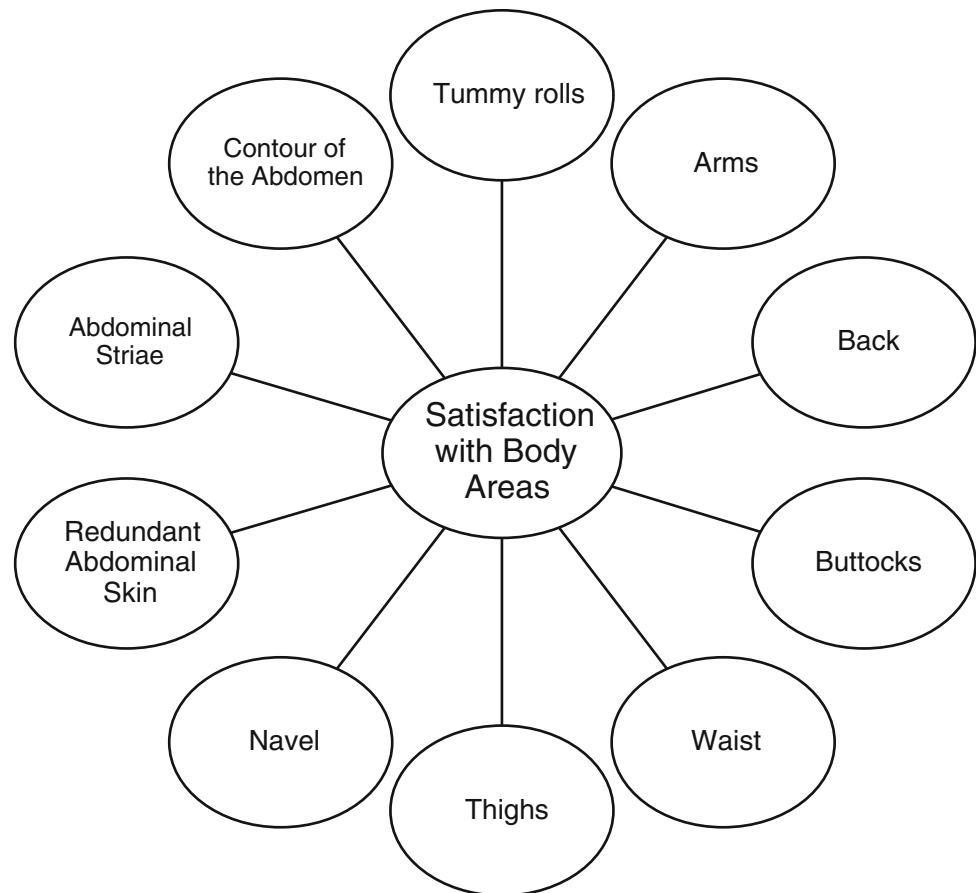 Tummy rolls
Contour of
the Abdomen
Arms
Abdominal
Striae
Back
Satisfaction
with Body
Areas
Redundant
Abdominal
Skin
Buttocks
Navel
Waist
Thighs